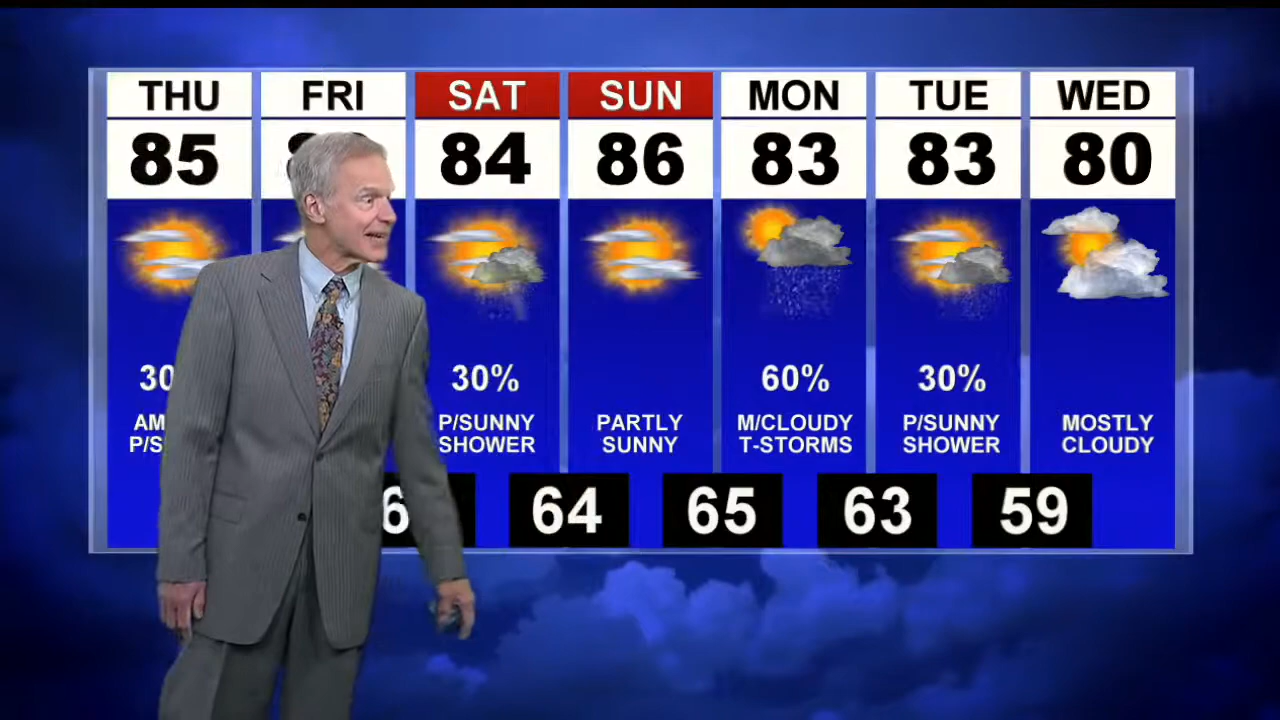 THU FRI SAT SUN MON TUE WED
85 84 86 83 83 80
30% 60% 30%
P/SUNNY PARTLY M/CLOUDY P/SUNNY MOSTLY
SHOWER SUNNY T-STORMS SHOWER CLOUDY
64 65 63 59